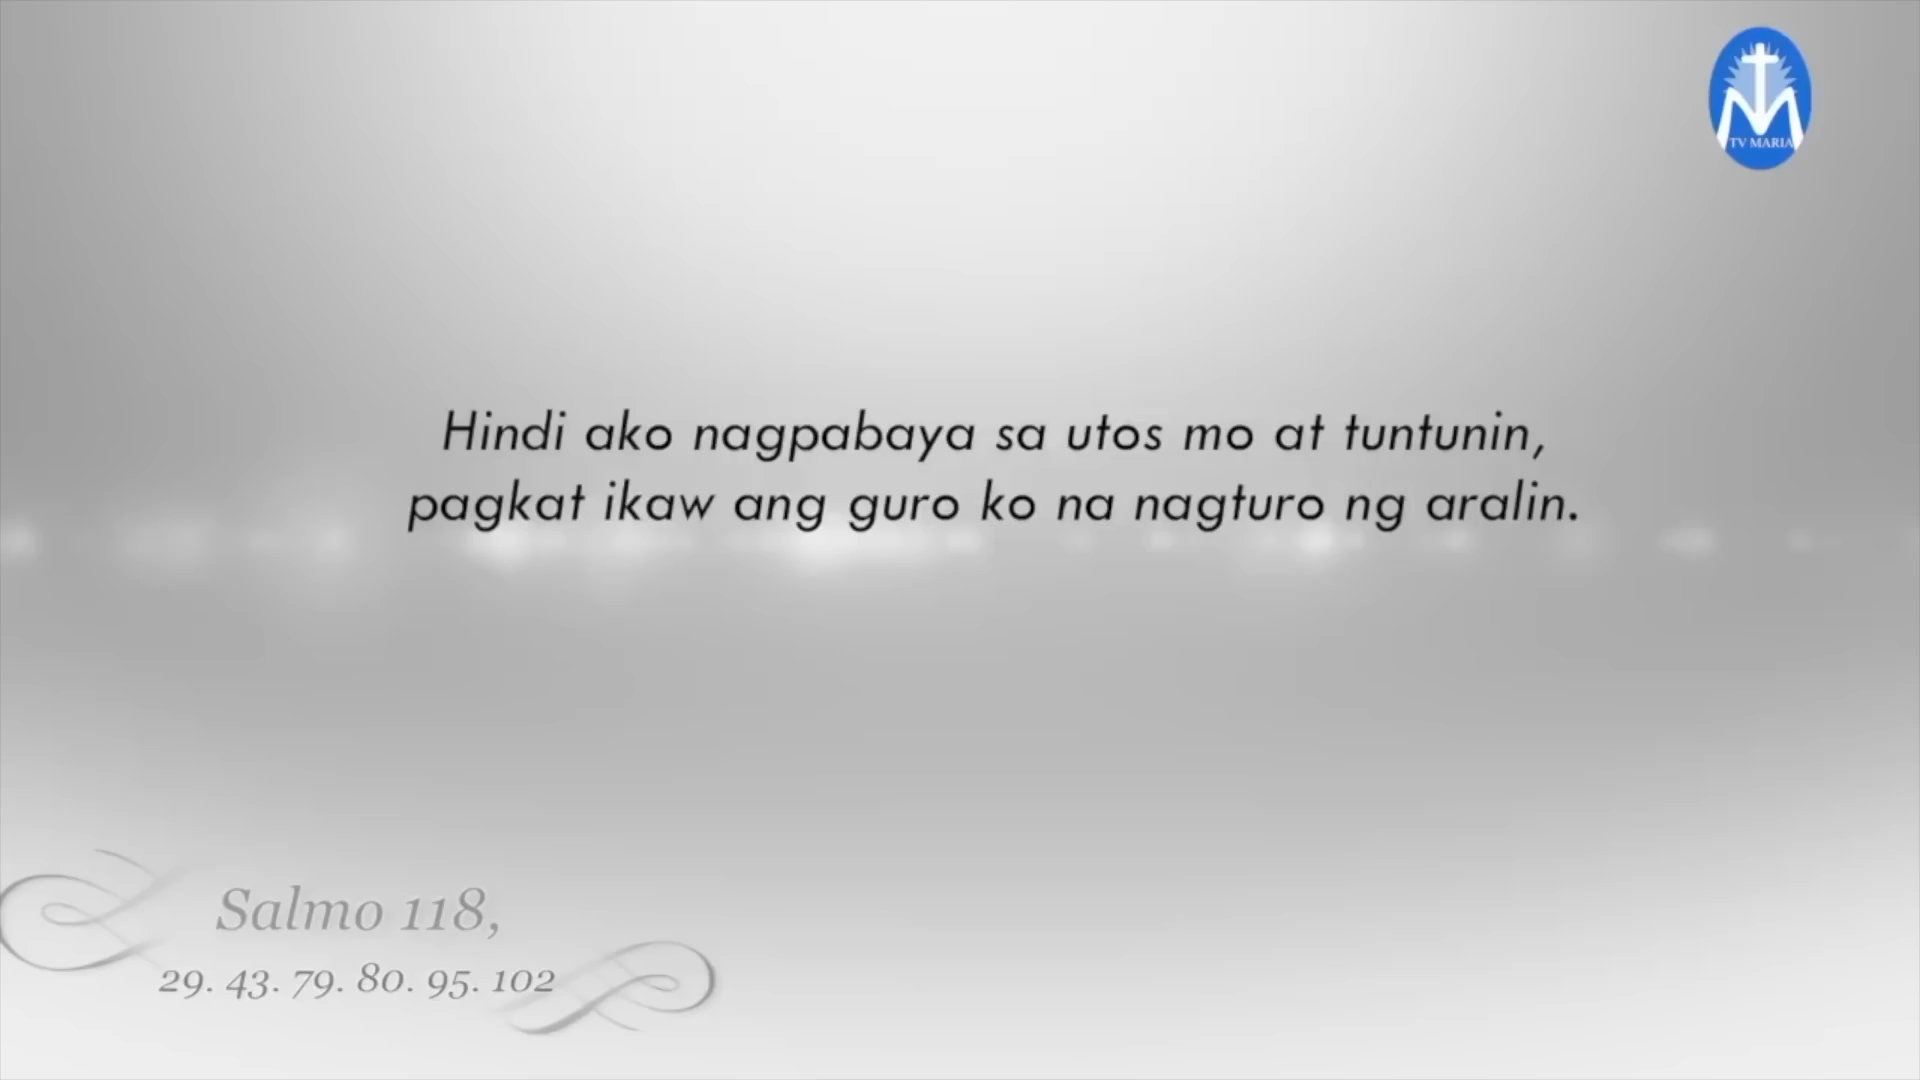 TV MARIA
Hindi ako nagpabaya sa utos mo at tuntunin,
pagkat ikaw ang guro ko na nagturo ng aralin.
Salmo 118,
29. 43. 79. 80. 95. 102